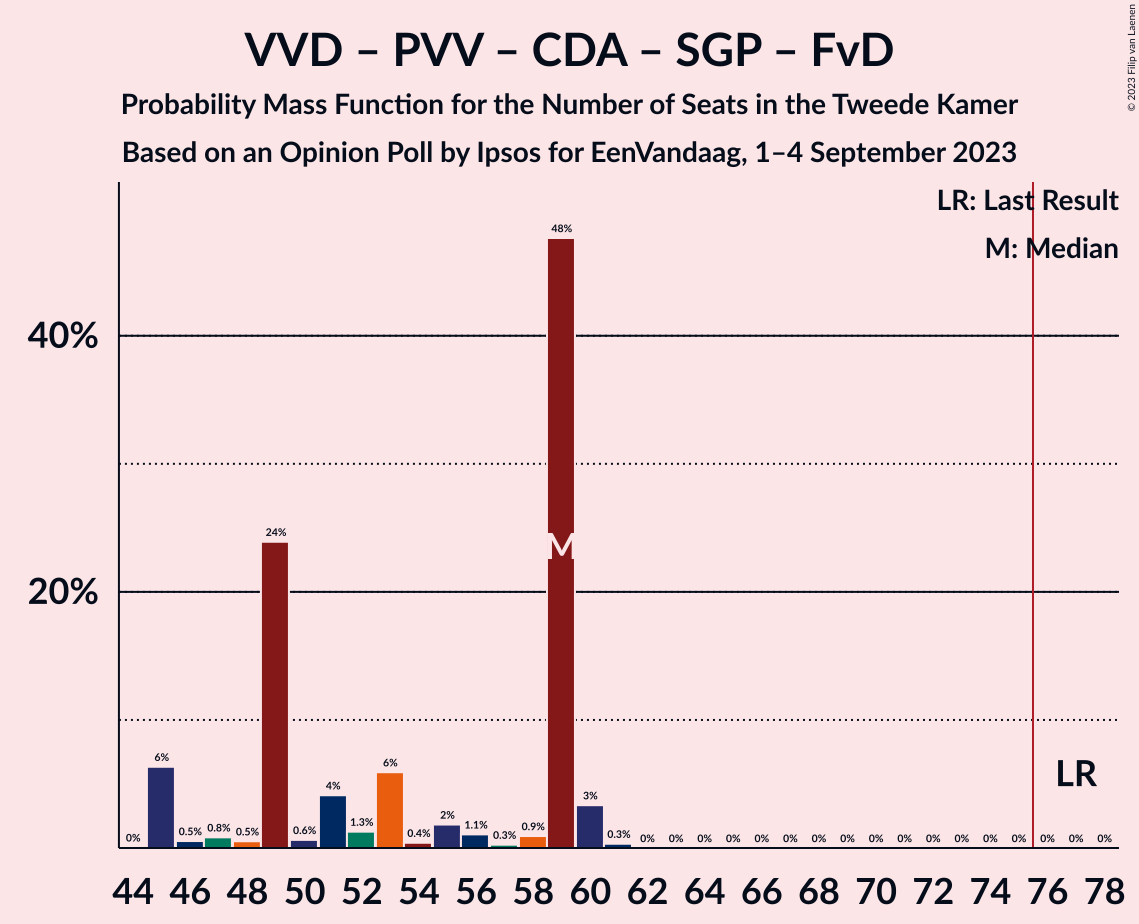 VVD – PVV – CDA – SGP – FvD
Probability Mass Function for the Number of Seats in the Tweede Kamer
Based on an Opinion Poll by Ipsos for EenVandaag, 1–4 September 2023
© 2023 Filip van Laenen
LR: Last Result
M: Median
48%
40%
24%
M
20%
6%
6%
LR
4%
3%
2%
0% 0.5% 0.8% 0.5% 0.6% 1.3% 0.4% 1.1% 0.3% 0.9% 0.3% 0% 0% 0% 0% 0% 0% 0% 0% 0% 0% 0% 0% 0% 0% 0% 0% 0%
44 46 48 50 52 54 56 58 60 62 64 66 68 70 72 74 76 78